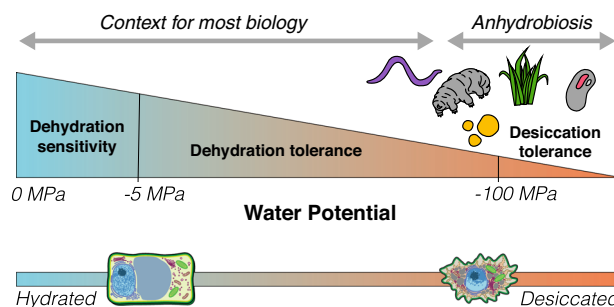 Context for most biology
Anhydrobiosis
Dehydration
sensitivity
Dehydration tolerance
Desiccation
tolerance
0 MPa
-5 MPa
-100 MPa
Water Potential
Hydrated
Desiccated